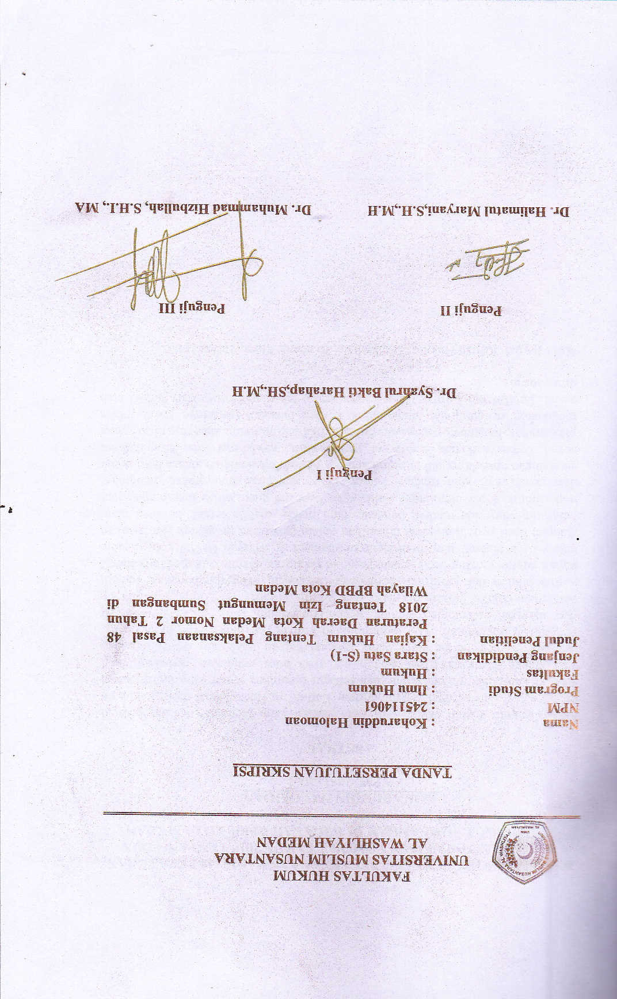 FAKULTAS HUKUM
UNIVERSITAS MUSLIM NUSANTARA
AL WASHLIYAH MEDAN
TANDA PERSETUJUAN SKRIPSI
Nama : Koharuddin Halomoan
NPM : 245114061
Program Studi : Ilmu Hukum
Fakultas : Hukum
Jenjang Pendidikan : Stara Satu (S-1)
Judul Penelitian : Kajian Hukum Tentang Pelaksanaan Pasal 48
Peraturan Daerah Kota Medan Nomor 2 Tahun
2018 Tentang Izin Memungut Sumbangan di
Wilayah BPBD Kota Medan
Penguji I
Dr. Syahrul Bakti Harahap,SH.,M.H
Penguji II
Penguji III
Dr. Halimatul Maryani,S.H.,M.H
Dr. Muhammad Hizbullah, S.H.I., MA